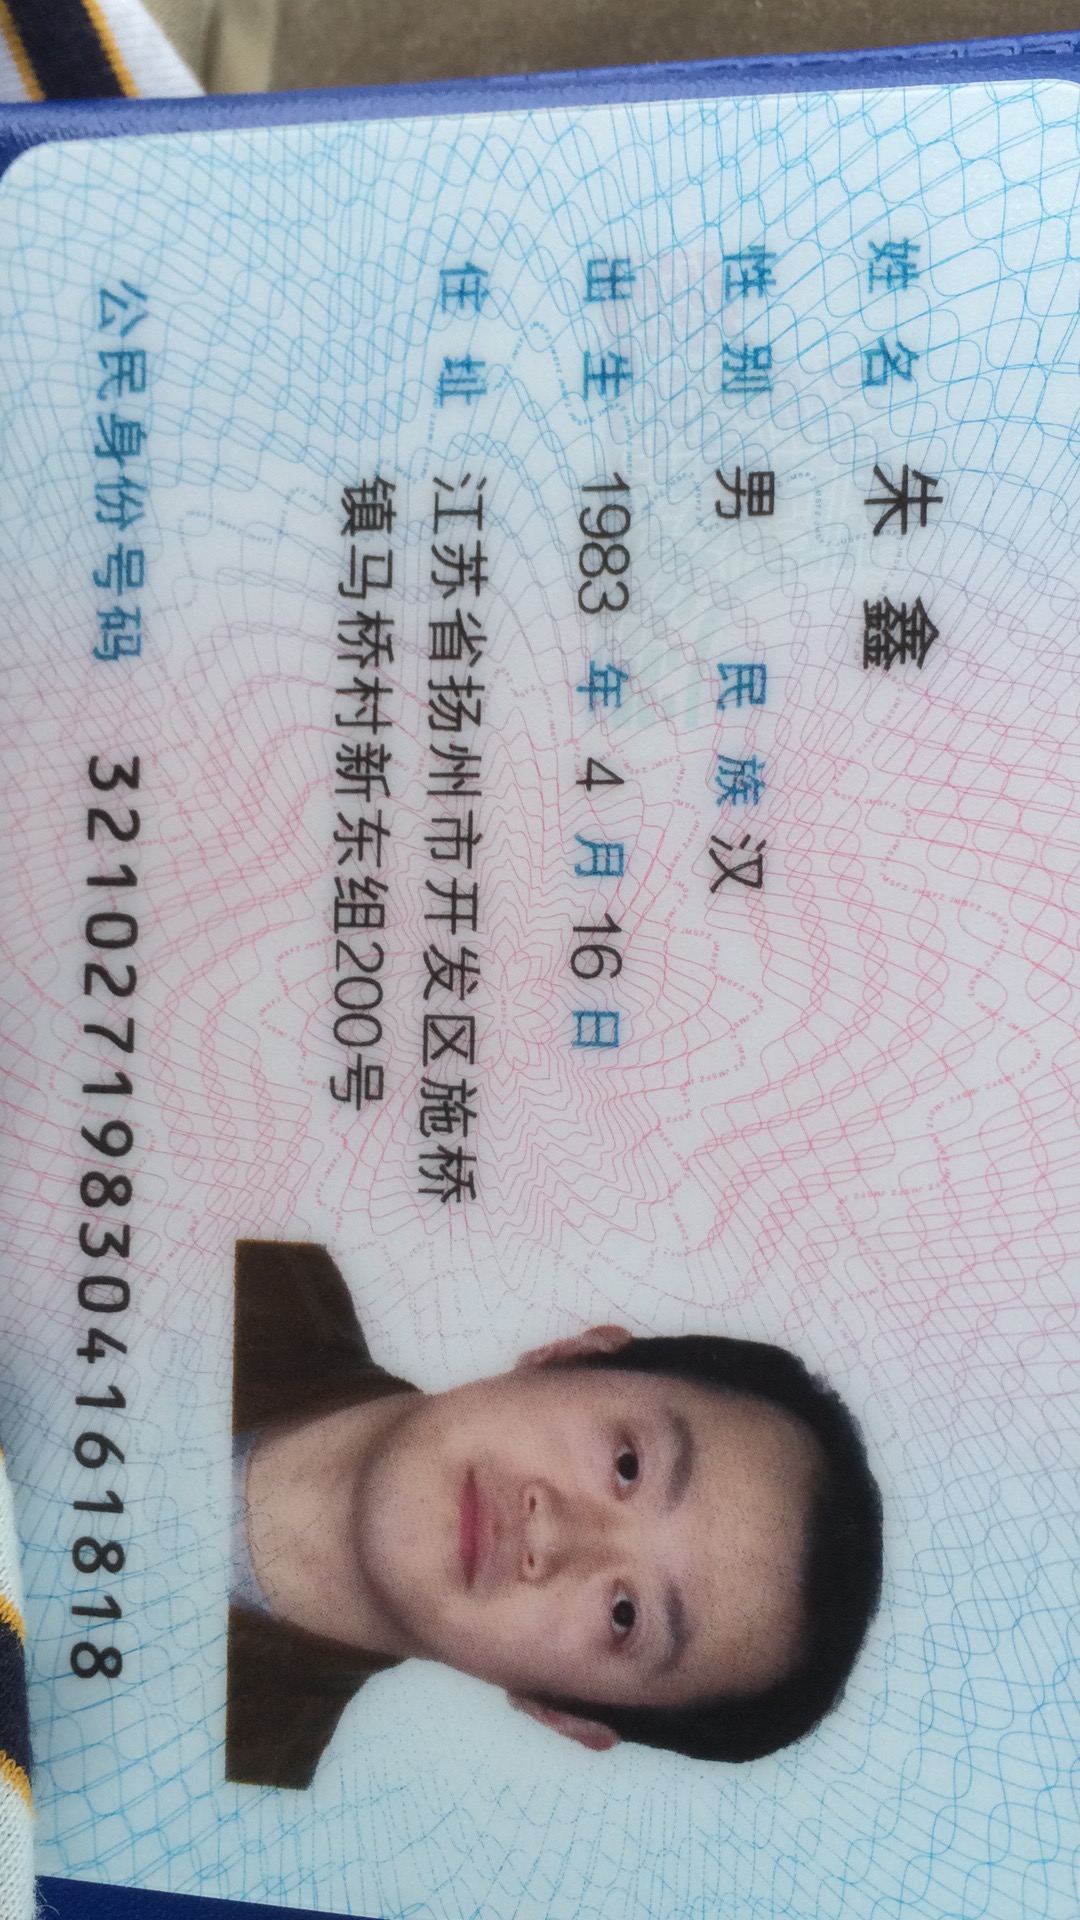 姓名 朱鑫
性别 男 民族 汉
出生 1983 年 4 月 16 日
住址 江苏省扬州市开发区施桥
镇马桥村新东组200号
公民身份号码 321027198304161818